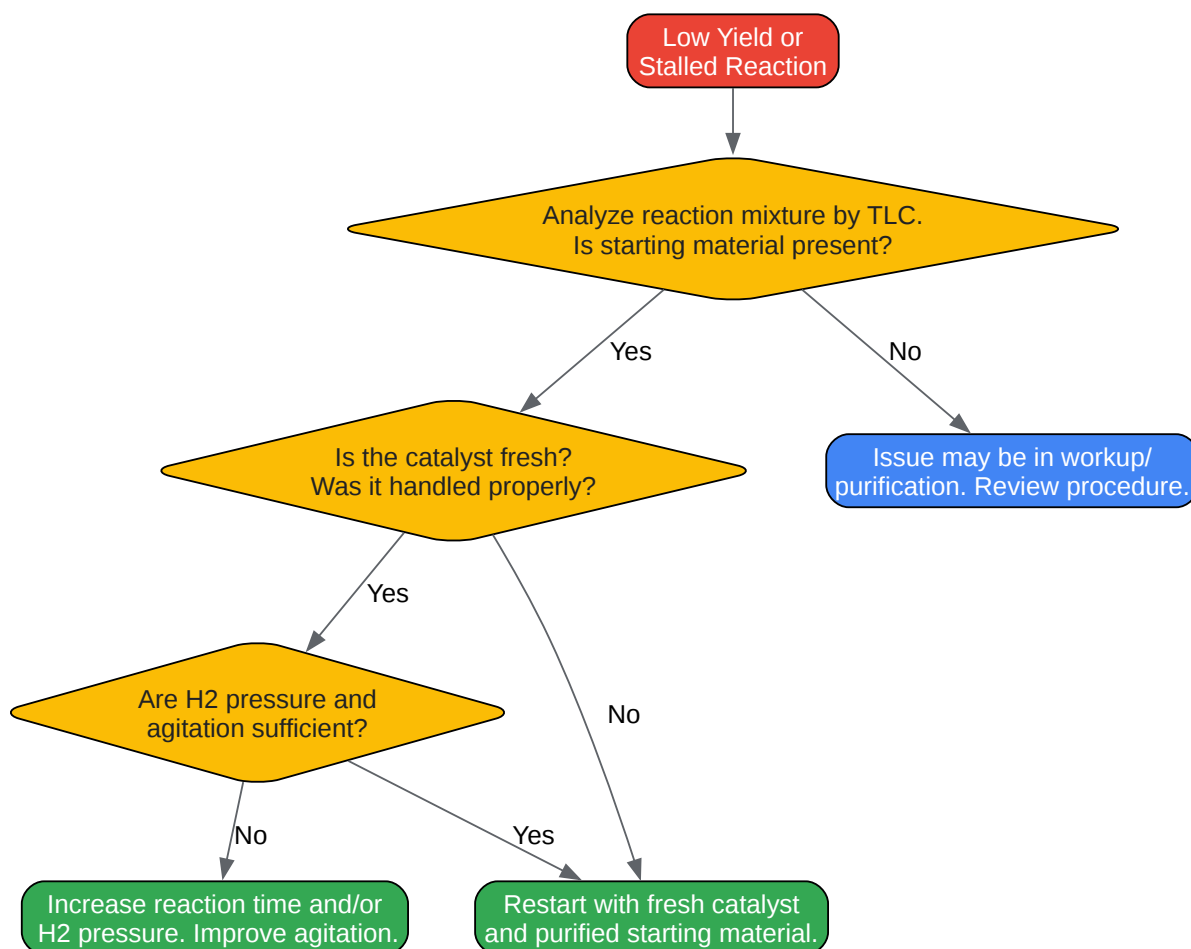 Low Yield or
Stalled Reaction
Analyze reaction mixture by TLC.
Is starting material present?
Yes
No
Is the catalyst fresh?
Was it handled properly?
Issue may be in workup/
purification. Review procedure.
Yes
No
Are H2 pressure and
agitation sufficient?
No
Yes
Increase reaction time and/or
H2 pressure. Improve agitation.
Restart with fresh catalyst
and purified starting material.